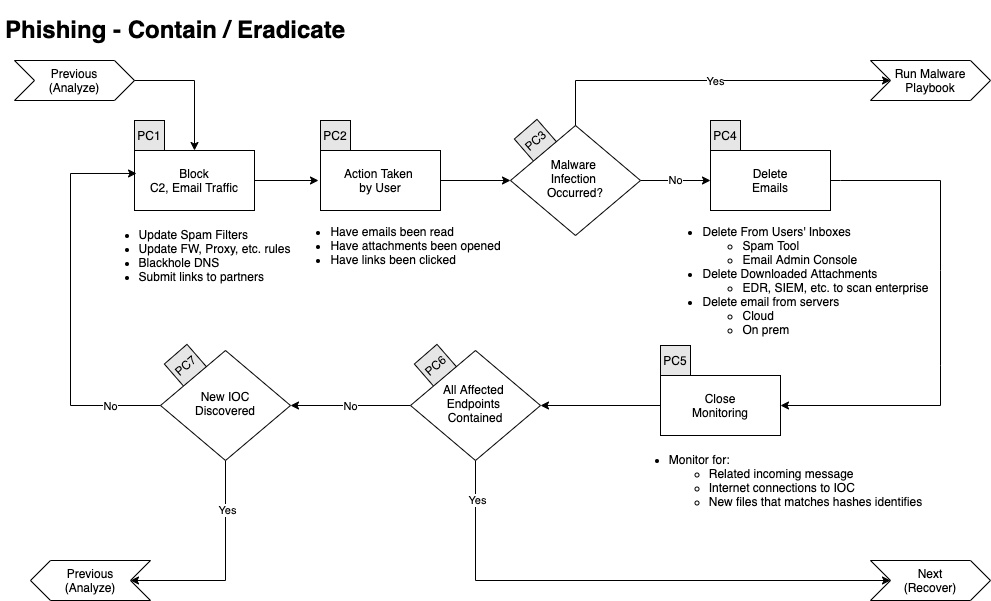 Phishing - Contain / Eradicate
Previous
(Analyze)
Yes
Run Malware
Playbook
PC1
Block
C2, Email Traffic
• Update Spam Filters
• Update FW, Proxy, etc. rules
• Blackhole DNS
• Submit links to partners
PC2
Action Taken
by User
• Have emails been read
• Have attachments been opened
• Have links been clicked
PC3
Malware
Infection
Occurred?
No
PC4
Delete
Emails
• Delete From Users' Inboxes
○ Spam Tool
○ Email Admin Console
• Delete Downloaded Attachments
○ EDR, SIEM, etc. to scan enterprise
• Delete email from servers
○ Cloud
○ On prem
PC5
Close
Monitoring
• Monitor for:
○ Related incoming message
○ Internet connections to IOC
○ New files that matches hashes identifies
PC6
All Affected
Endpoints
Contained
No
Yes
PC7
New IOC
Discovered
No
Yes
Previous
(Analyze)
Next
(Recover)